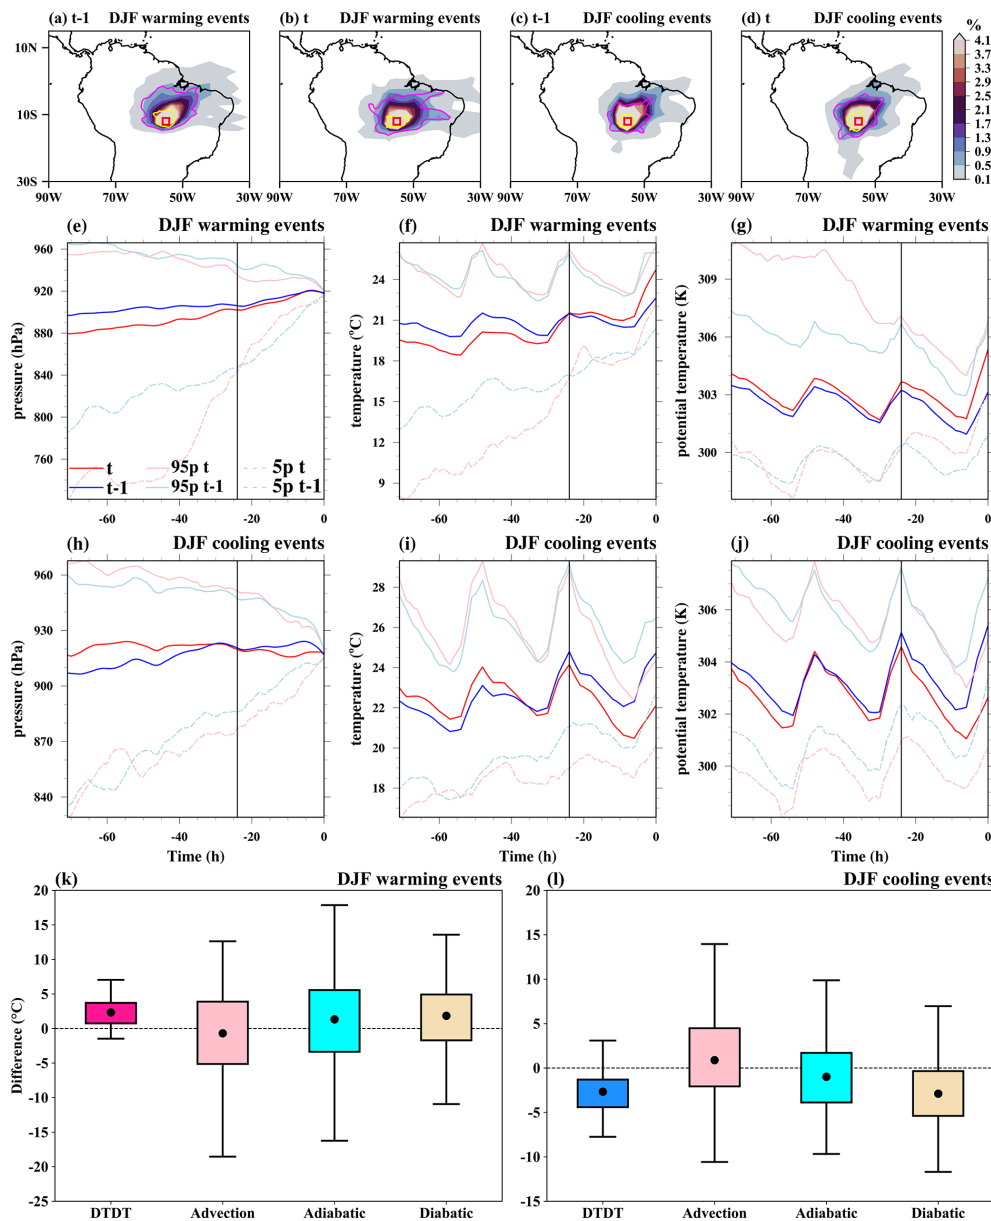 (a) t-1 DJF warming events
(b) t DJF warming events
(c) t-1 DJF cooling events
(d) t DJF cooling events
%
10N
10S
30S
90W 70W 50W 30W
90W 70W 50W 30W
90W 70W 50W 30W
90W 70W 50W 30W
4.1
3.7
3.3
2.9
2.5
2.1
1.7
1.3
0.9
0.5
0.1
(e) DJF warming events
pressure (hPa)
960
920
880
840
800
760
t 95p t 5p t
t-1 95p t-1 5p t-1
-60 -40 -20 0
(f) DJF warming events
temperature (°C)
24
21
18
15
12
9
-60 -40 -20 0
(g) DJF warming events
potential temperature (K)
309
306
303
300
-60 -40 -20 0
(h) DJF cooling events
pressure (hPa)
960
930
900
870
840
-60 -40 -20 0
Time (h)
(i) DJF cooling events
temperature (°C)
28
26
24
22
20
18
-60 -40 -20 0
Time (h)
(j) DJF cooling events
potential temperature (K)
306
304
302
300
-60 -40 -20 0
Time (h)
(k) DJF warming events
Difference (°C)
20
15
10
5
0
-5
-10
-15
-20
-25
DTDT Advection Adiabatic Diabatic
(l) DJF cooling events
20
15
10
5
0
-5
-10
-15
DTDT Advection Adiabatic Diabatic